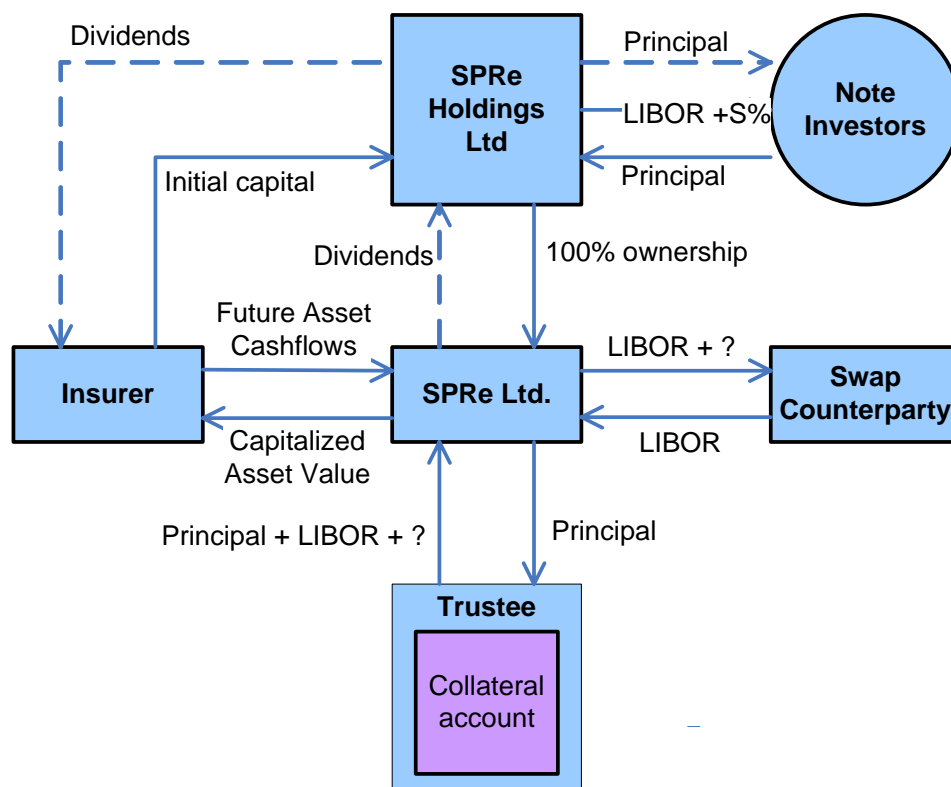 Dividends
SPRe
Holdings
Ltd
Principal
LIBOR +S%
Principal
Note
Investors
Initial capital
Dividends
100% ownership
Future Asset
Cashflows
Insurer
Capitalized
Asset Value
SPRe Ltd.
LIBOR + ?
LIBOR
Swap
Counterparty
Principal + LIBOR + ?
Principal
Trustee
Collateral
account